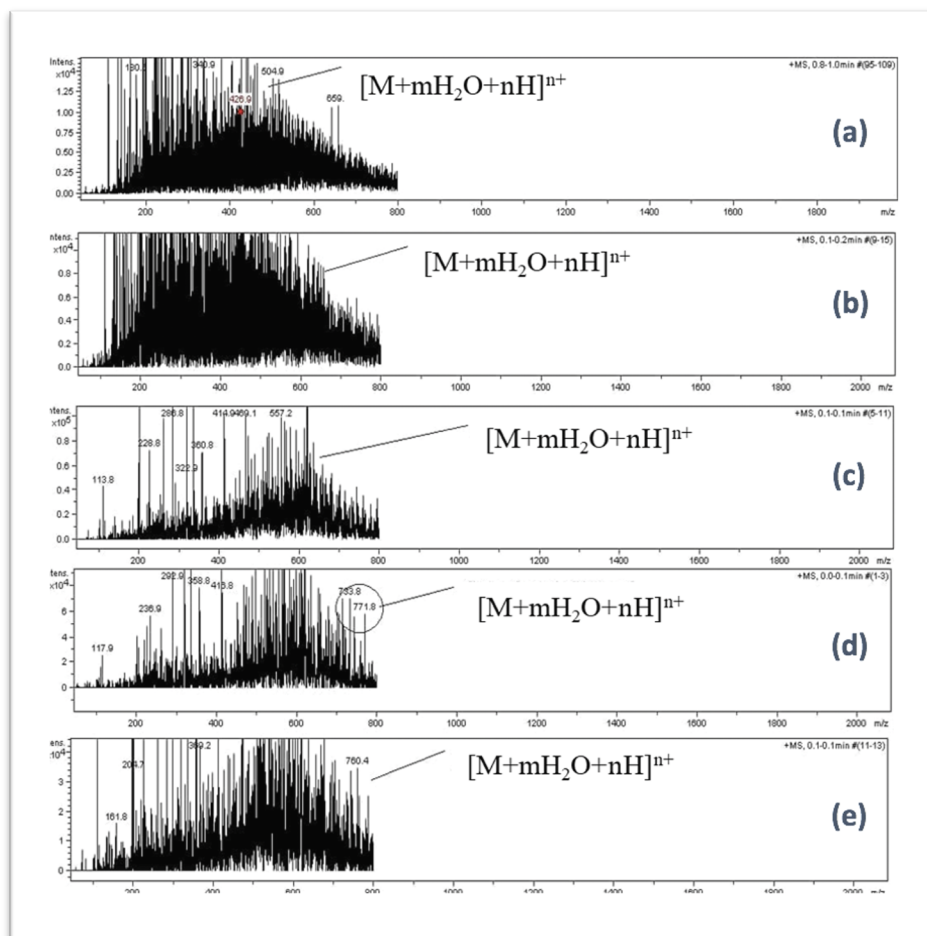 Intens.
x10⁴
1.25
1.00
0.75
0.50
0.25
0.00
340.9
426.9
504.9
659.
[M+mH₂O+nH]ⁿ⁺
+MS, 0.8-1.0min #(95-109)
(a)
200 400 600 800 1000 1200 1400 1600 1800 m/z
ntens.
x10⁴
0.8
0.6
0.4
0.2
0.0
[M+mH₂O+nH]ⁿ⁺
+MS, 0.1-0.2min #(9-15)
(b)
200 400 600 800 1000 1200 1400 1600 1800 2000 m/z
ntens.
x10⁵
0.8
0.6
0.4
0.2
0.0
113.8
228.8
286.8
322.9
360.8
557.2
[M+mH₂O+nH]ⁿ⁺
+MS, 0.1-0.1min #(5-11)
(c)
200 400 600 800 1000 1200 1400 1600 1800 2000 m/z
tens.
x10⁴
6
4
2
0
117.9
236.9
292.9
358.8
415.8
733.8
771.8
[M+mH₂O+nH]ⁿ⁺
+MS, 0.0-0.1min #(1-3)
(d)
200 400 600 800 1000 1200 1400 1600 1800 2000 m/z
ens.
3
2
1
0
161.8
204.7
760.4
[M+mH₂O+nH]ⁿ⁺
+MS, 0.1-0.1min #(11-13)
(e)
200 400 600 800 1000 1200 1400 1600 1800 2000 m/z